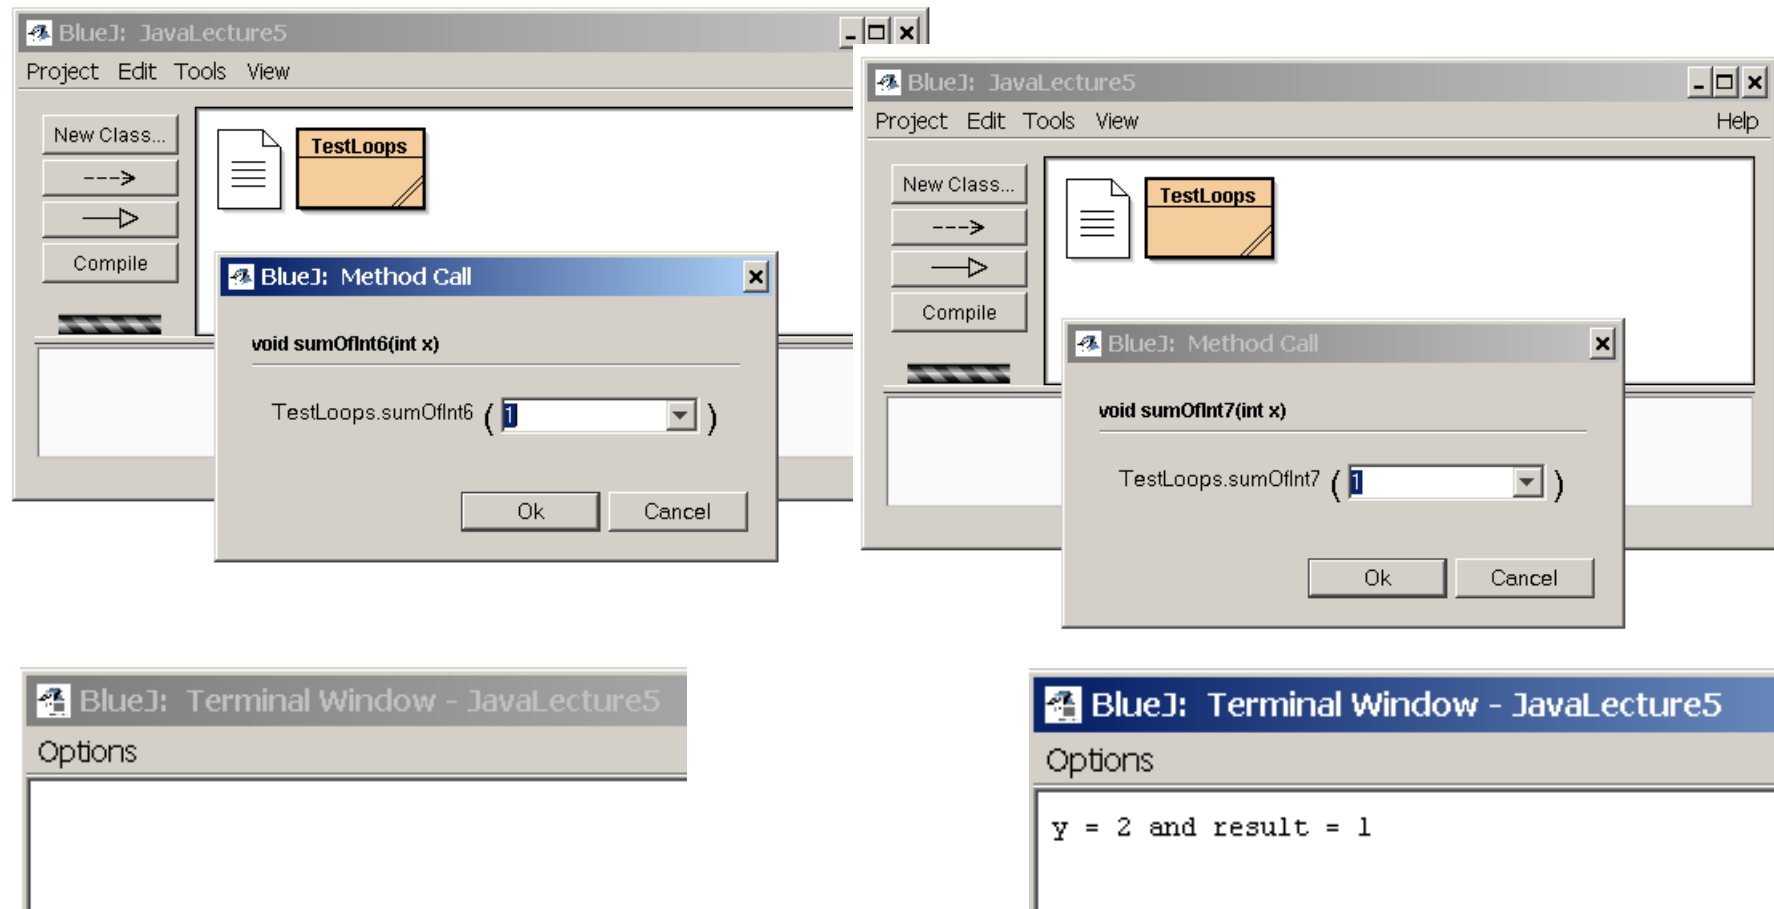 BlueJ: JavaLecture5
Project Edit Tools View
New Class...
TestLoops
--->
Compile
BlueJ: Method Call
void sumOfInt6(int x)
TestLoops.sumOfInt6 ( 1 )
Ok Cancel
BlueJ: JavaLecture5
Project Edit Tools View Help
New Class...
TestLoops
--->
Compile
BlueJ: Method Call
void sumOfInt7(int x)
TestLoops.sumOfInt7 ( 1 )
Ok Cancel
BlueJ: Terminal Window - JavaLecture5
Options
BlueJ: Terminal Window - JavaLecture5
Options
y = 2 and result = 1